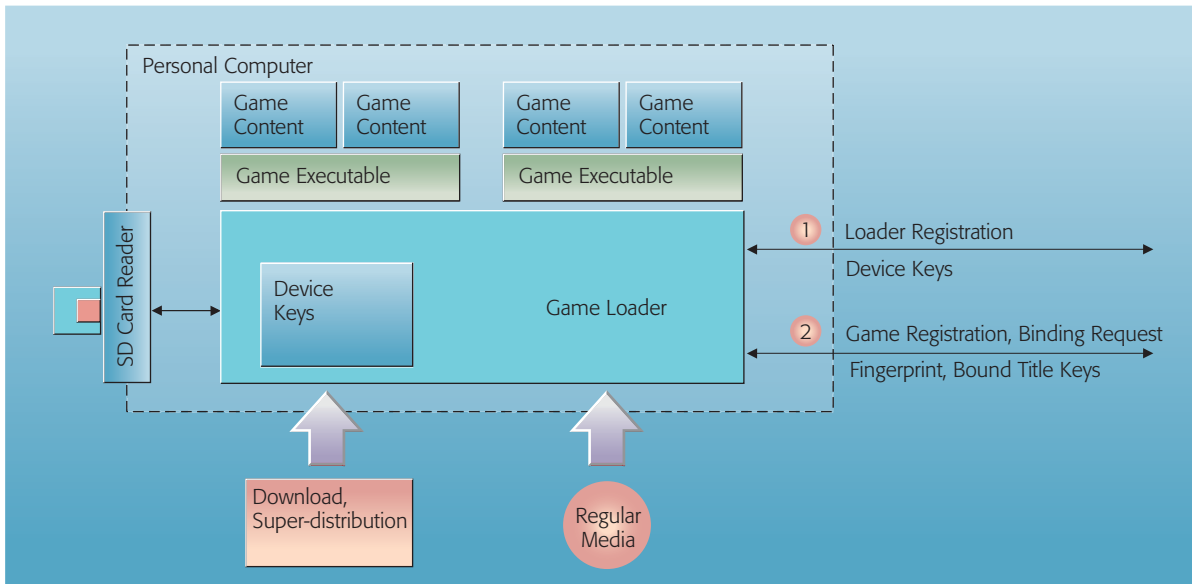 Personal Computer
Game
Content
Game
Content
Game
Content
Game
Content
Game Executable
Game Executable
SD Card Reader
Device
Keys
Game Loader
1
Loader Registration
Device Keys
2
Game Registration, Binding Request
Fingerprint, Bound Title Keys
Download,
Super-distribution
Regular
Media